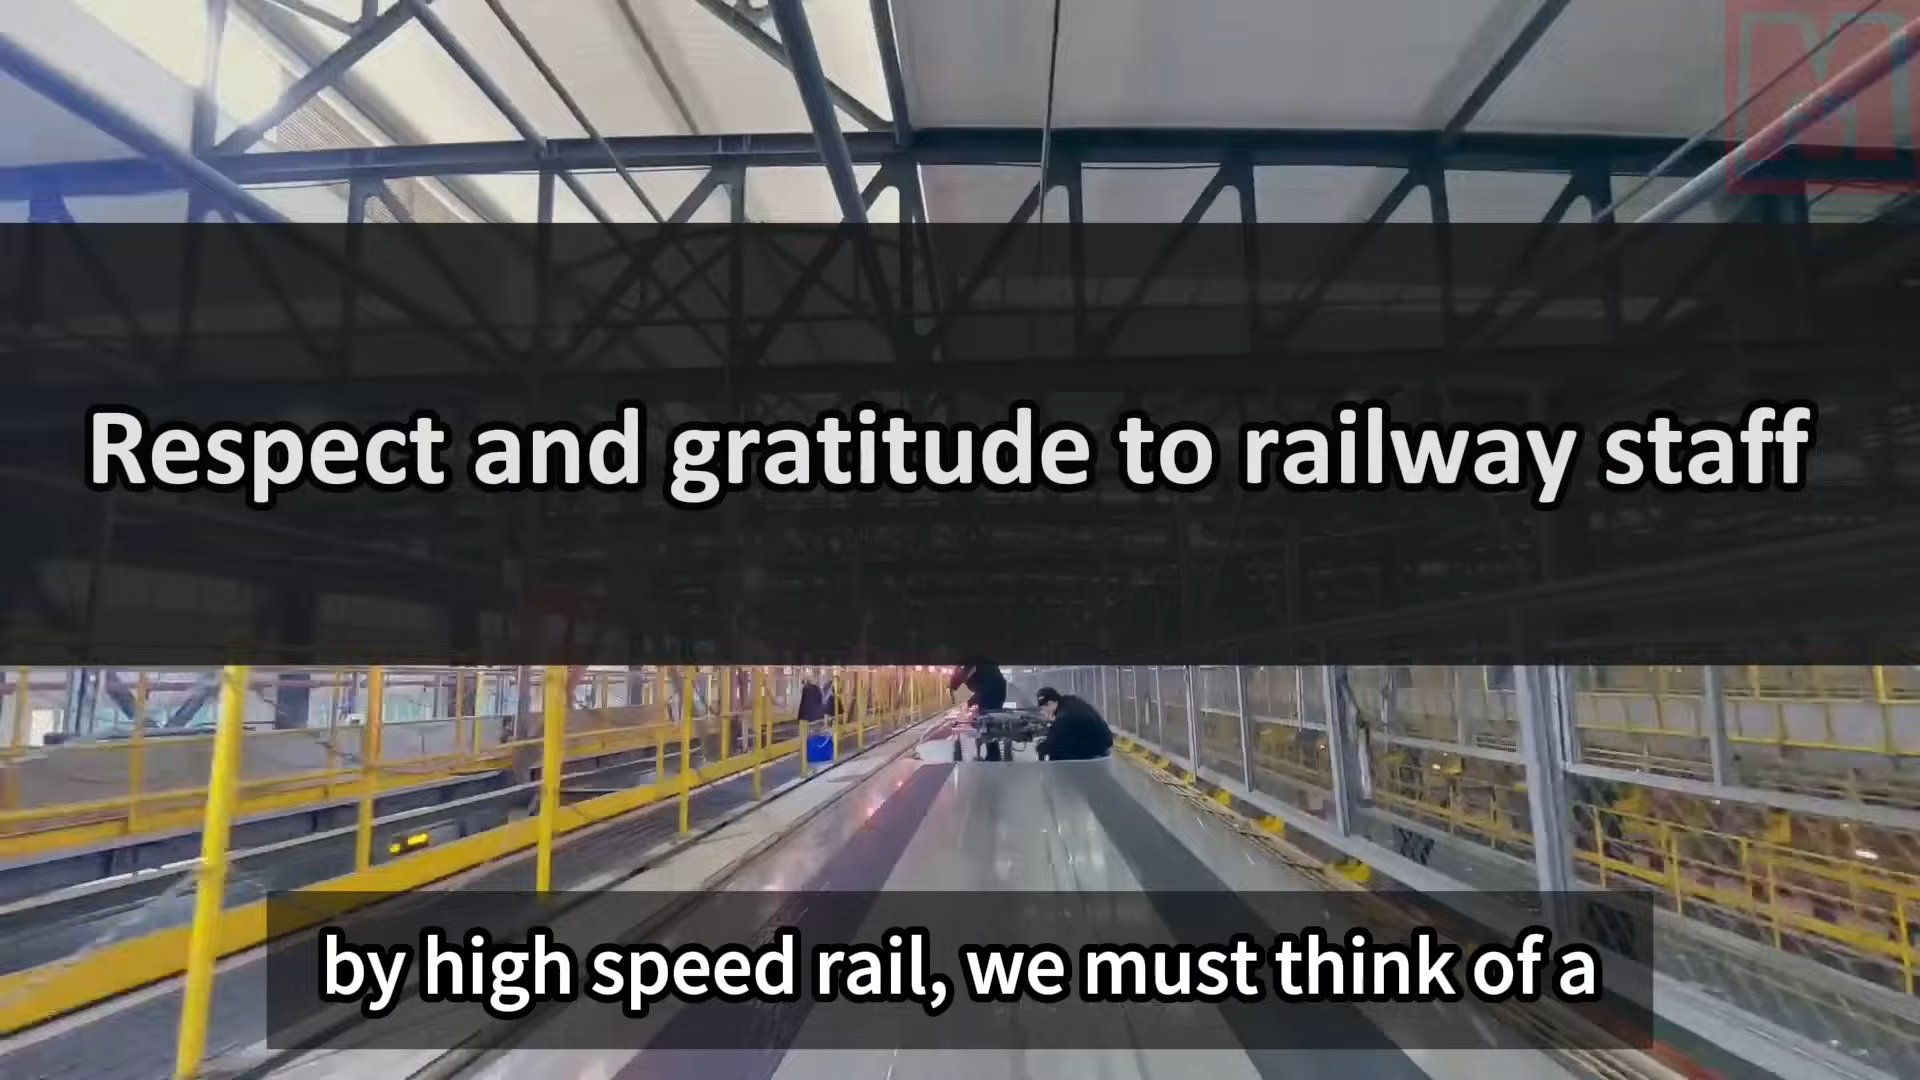 Respect and gratitude to railway staff
by high speed rail, we must think of a